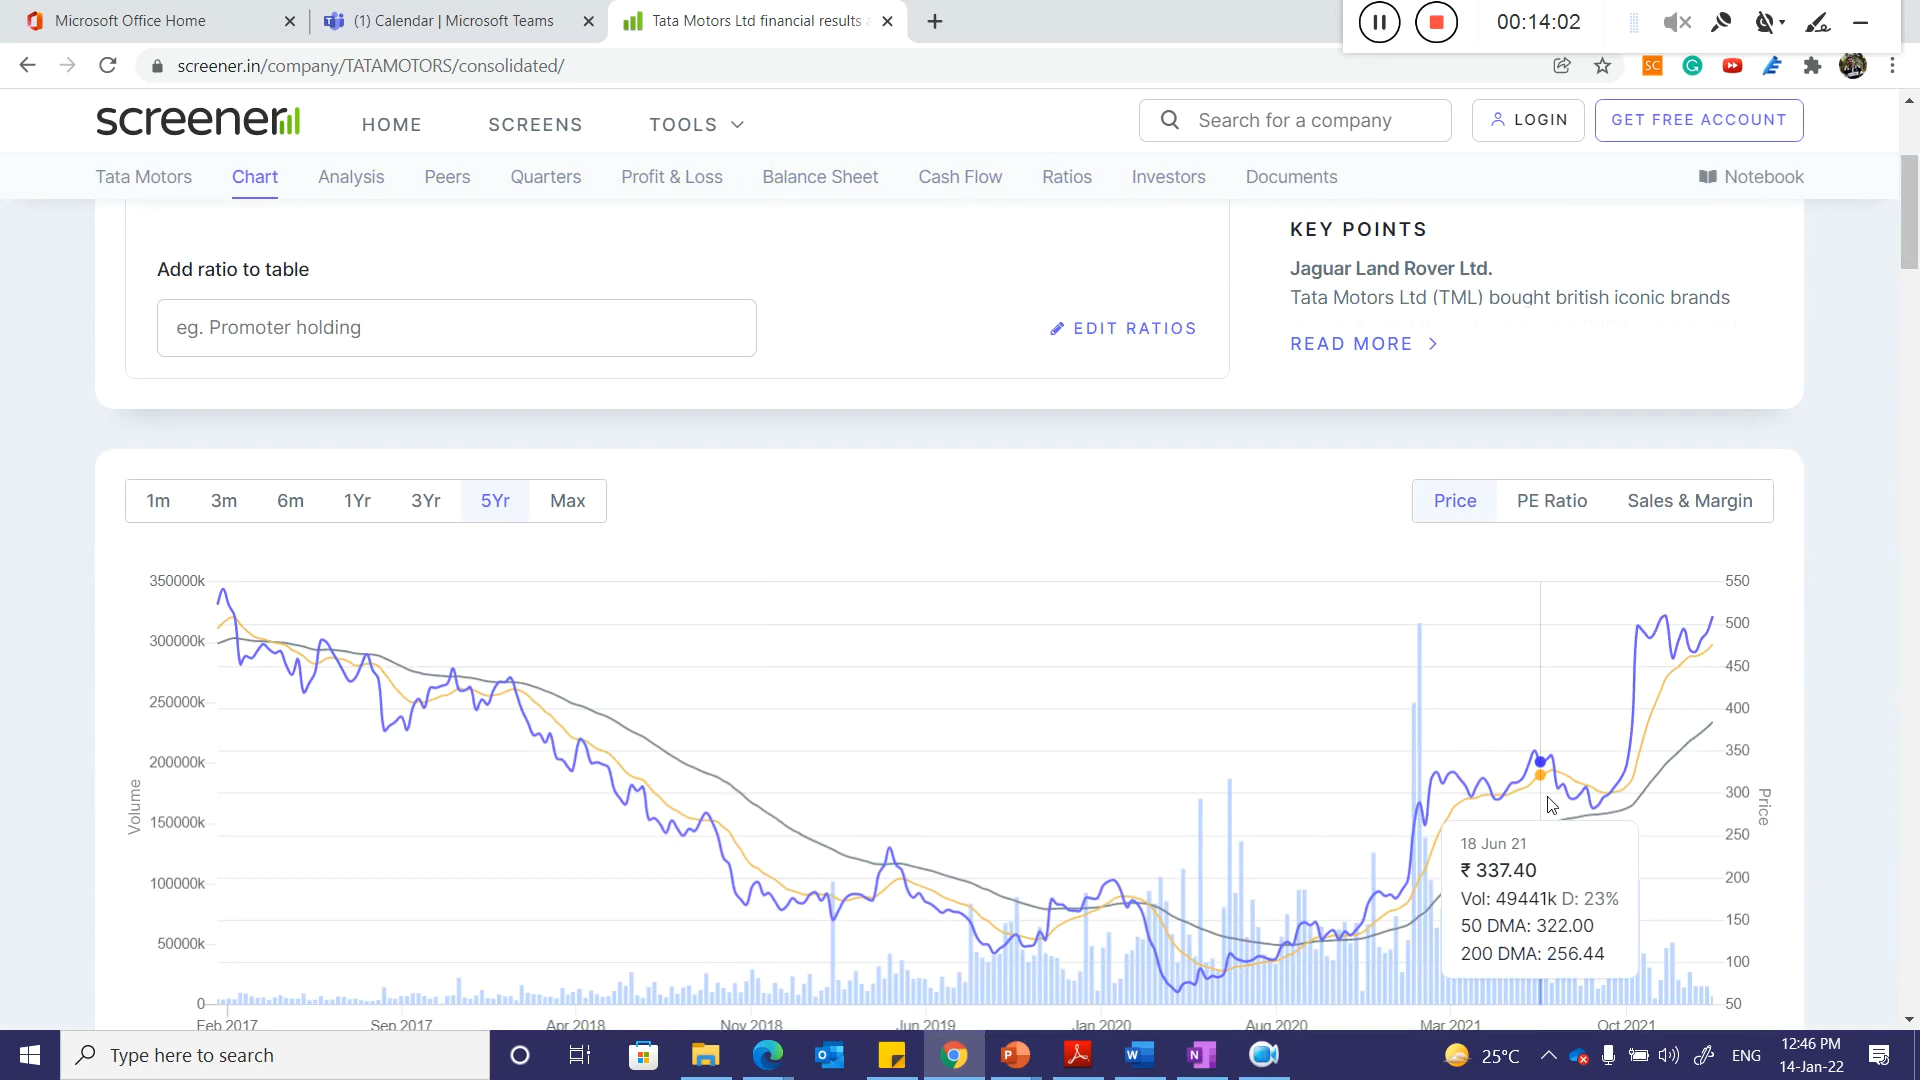 Microsoft Office Home
(1) Calendar | Microsoft Teams
Tata Motors Ltd financial results a
00:14:02
screener.in/company/TATAMOTORS/consolidated/
SC
screener
HOME
SCREENS
TOOLS
Search for a company
LOGIN
GET FREE ACCOUNT
Tata Motors
Chart
Analysis
Peers
Quarters
Profit & Loss
Balance Sheet
Cash Flow
Ratios
Investors
Documents
Notebook
Add ratio to table
eg. Promoter holding
EDIT RATIOS
KEY POINTS
Jaguar Land Rover Ltd.
Tata Motors Ltd (TML) bought british iconic brands
READ MORE
1m
3m
6m
1Yr
3Yr
5Yr
Max
Price
PE Ratio
Sales & Margin
350000k
300000k
250000k
200000k
150000k
100000k
50000k
0
Volume
550
500
450
400
350
300
250
200
150
100
50
Price
18 Jun 21
₹ 337.40
Vol: 49441k D: 23%
50 DMA: 322.00
200 DMA: 256.44
Feb 2017
Sep 2017
Apr 2018
Nov 2018
Jun 2019
Jan 2020
Aug 2020
Mar 2021
Oct 2021
Type here to search
25°C
ENG
12:46 PM
14-Jan-22